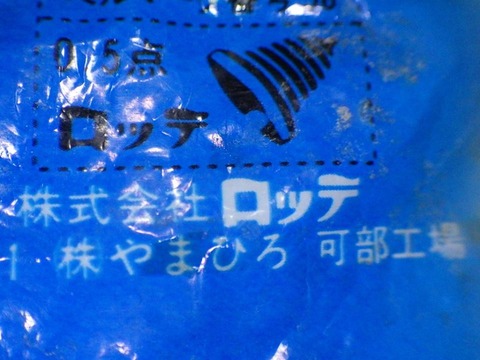 0.5点
ロッテ
株式会社ロッテ
1 ㈱やまひろ 可部工場